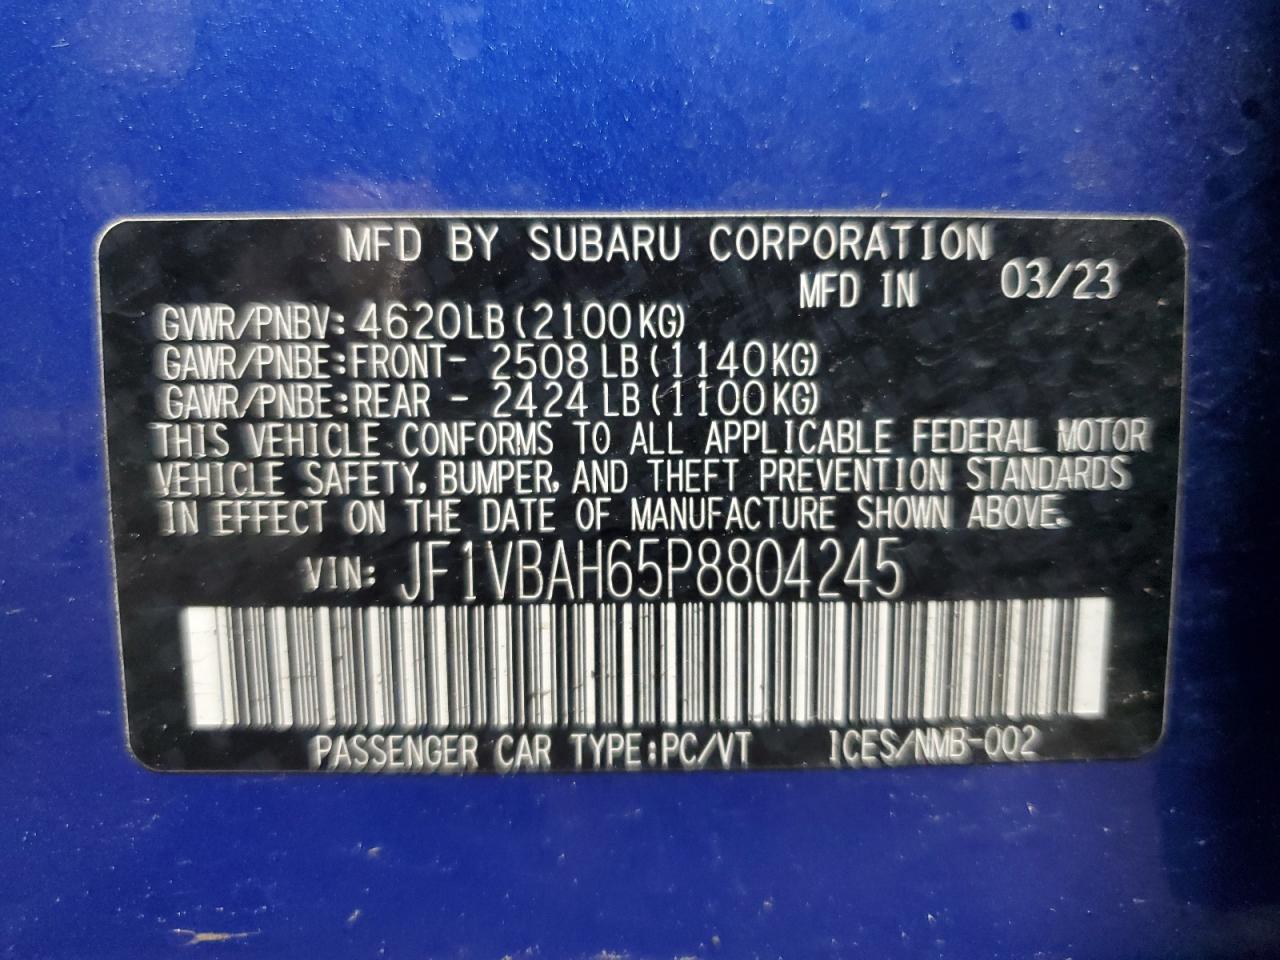 MFD BY SUBARU CORPORATION
MFD IN 03/23
GVWR/PNBV: 4620LB(2100KG)
GAWR/PNBE:FRONT- 2508 LB(1140KG)
GAWR/PNBE:REAR - 2424 LB(1100KG)
THIS VEHICLE CONFORMS TO ALL APPLICABLE FEDERAL MOTOR
VEHICLE SAFETY, BUMPER, AND THEFT PREVENTION STANDARDS
IN EFFECT ON THE DATE OF MANUFACTURE SHOWN ABOVE.
VIN: JF1VBAH65P8804245
PASSENGER CAR TYPE:PC/VT ICES/NMB-002